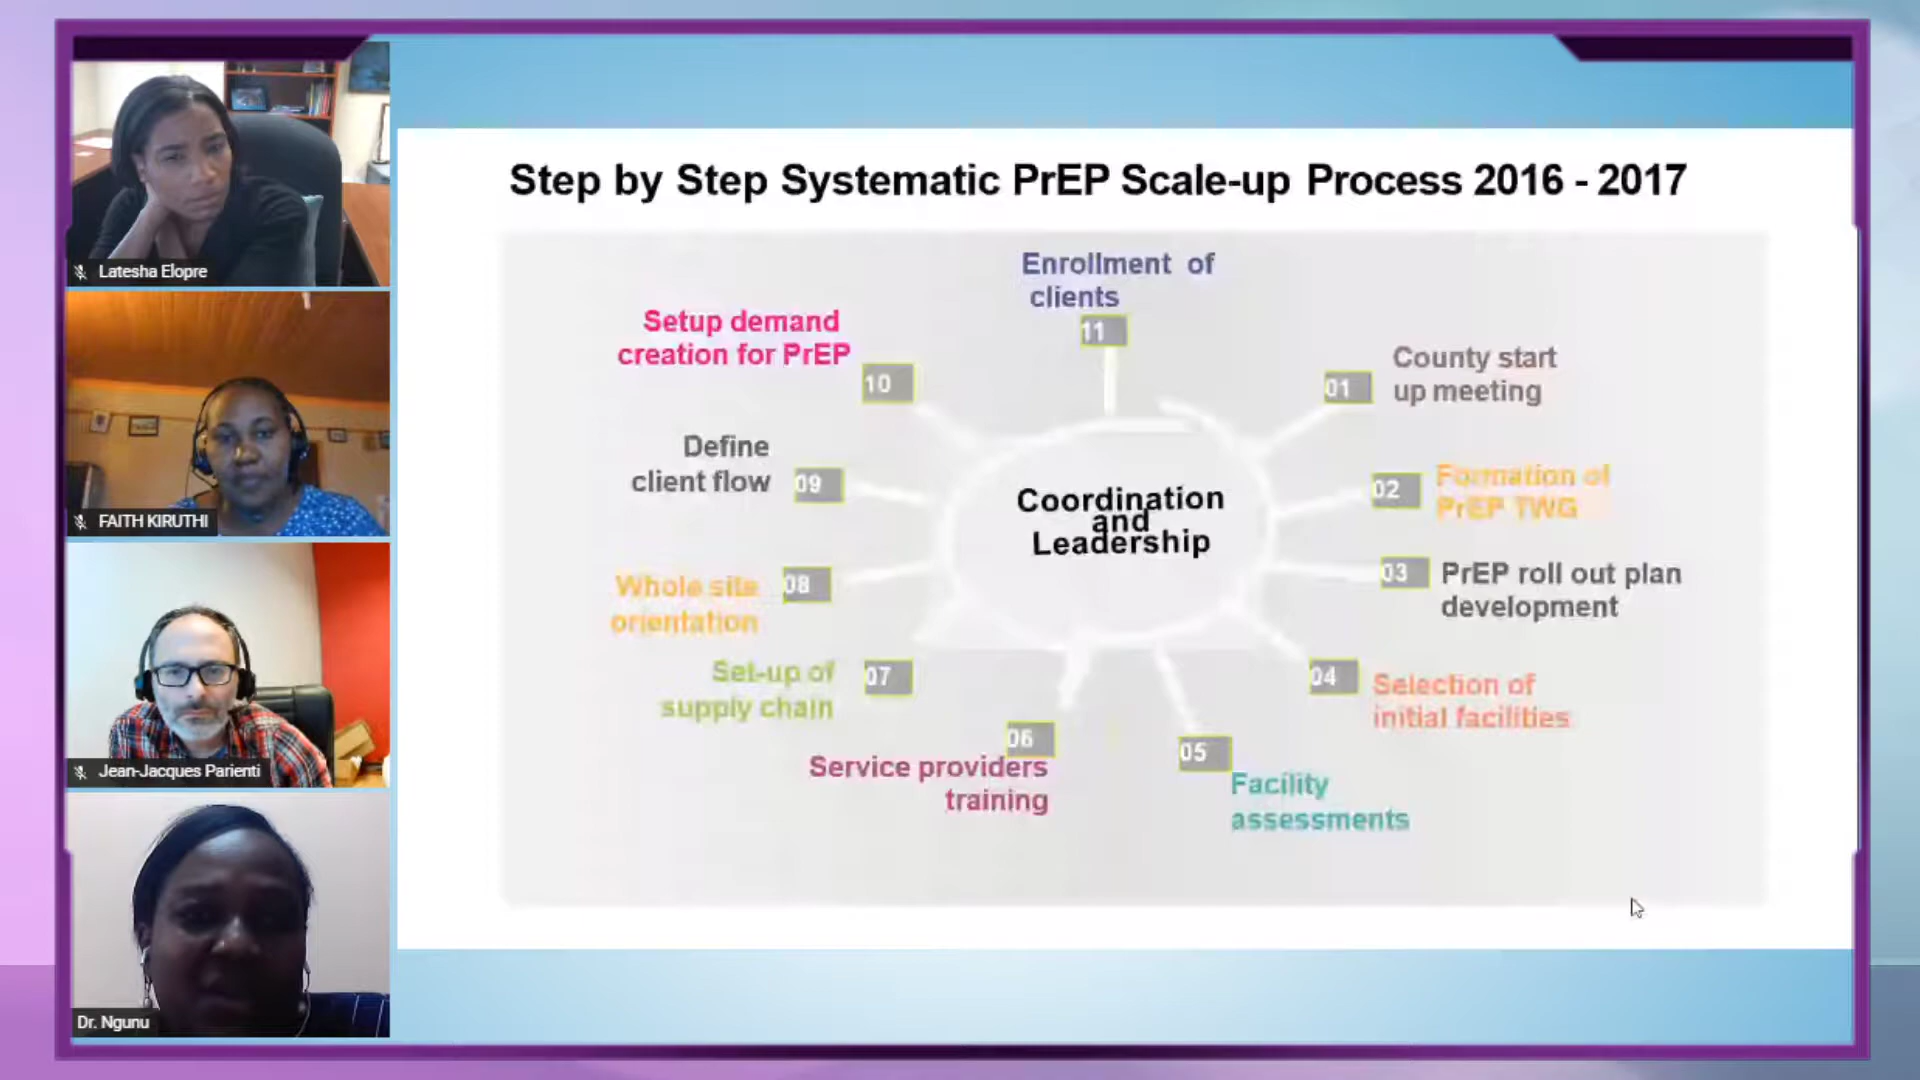 Step by Step Systematic PrEP Scale-up Process 2016 - 2017
Enrollment of
clients
11
Setup demand
creation for PrEP
10
County start
up meeting
01
Define
client flow
09
Formation of
PrEP TWG
02
Coordination
and
Leadership
Whole site
orientation
08
PrEP roll out plan
development
03
Set-up of
supply chain
07
Selection of
initial facilities
04
Service providers
training
06
Facility
assessments
05
Latesha Elopre
FAITH KIRUTHI
Jean-Jacques Parienti
Dr. Ngunu